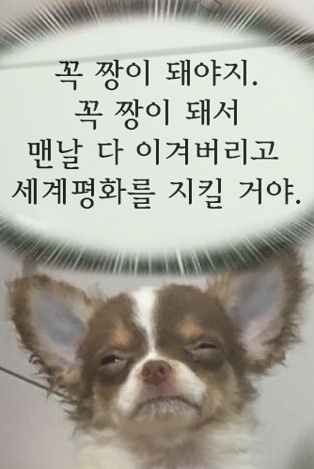 꼭 짱이 돼야지.
꼭 짱이 돼서
맨날 다 이겨버리고
세계평화를 지킬 거야.